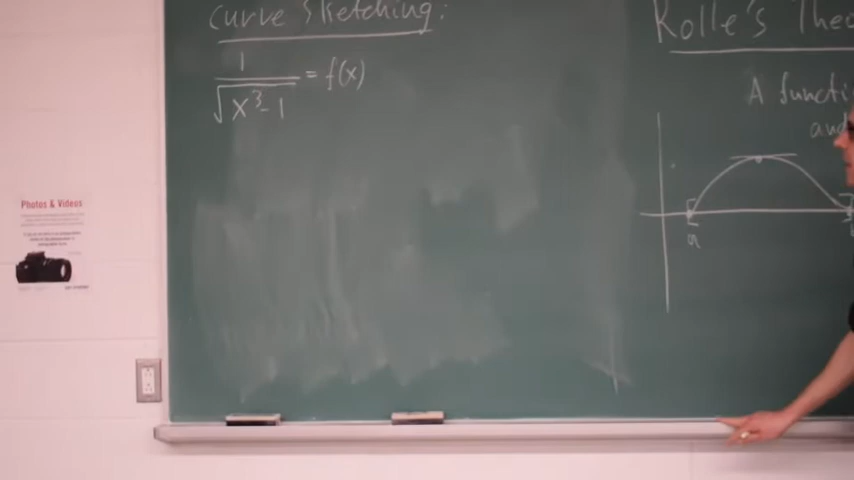 Curve Sketching:
1
√x³-1 = f(x)
Rolle's Theo
A functi
and
a
Photos & Videos